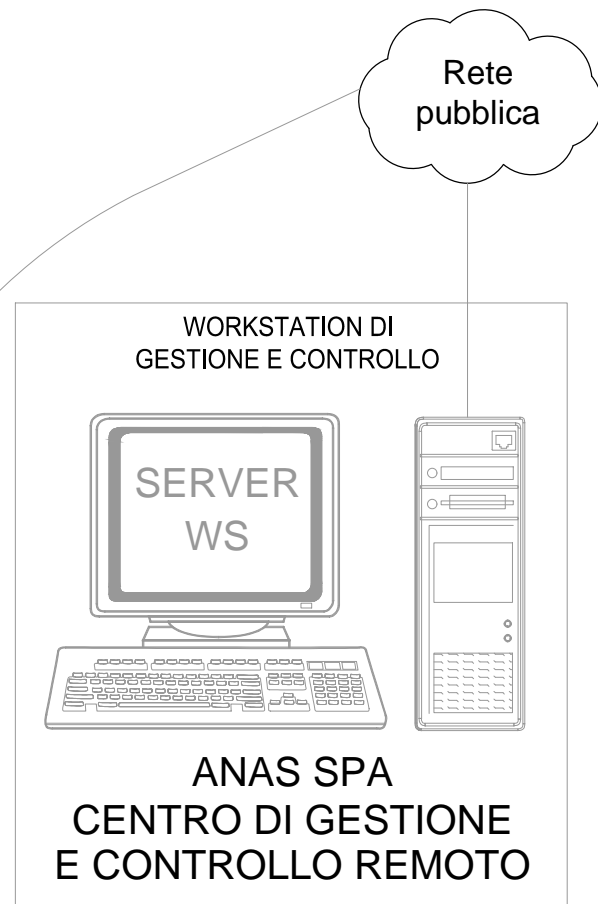 Rete
pubblica
WORKSTATION DI
GESTIONE E CONTROLLO
SERVER
WS
ANAS SPA
CENTRO DI GESTIONE
E CONTROLLO REMOTO